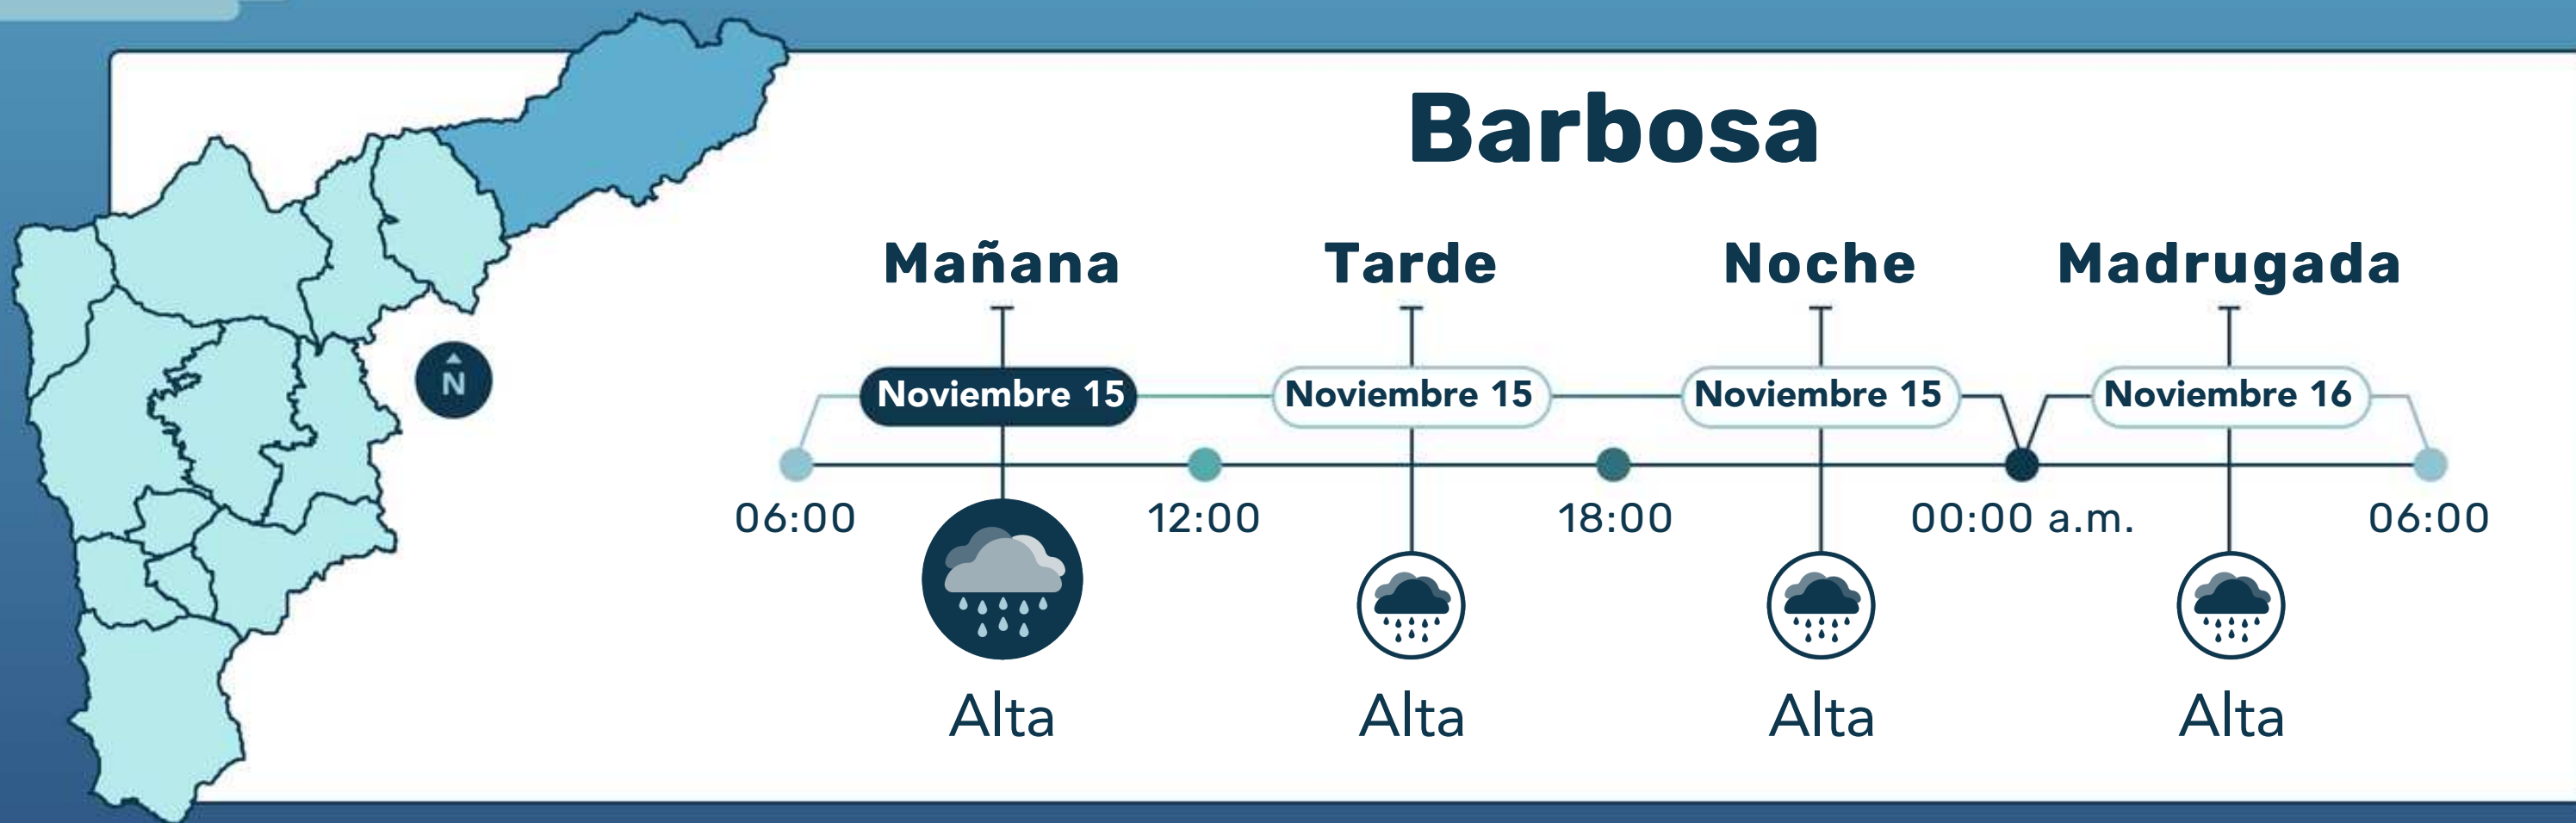 Barbosa
Mañana Tarde Noche Madrugada
N
Noviembre 15 Noviembre 15 Noviembre 15 Noviembre 16
06:00 12:00 18:00 00:00 a.m. 06:00
Alta Alta Alta Alta